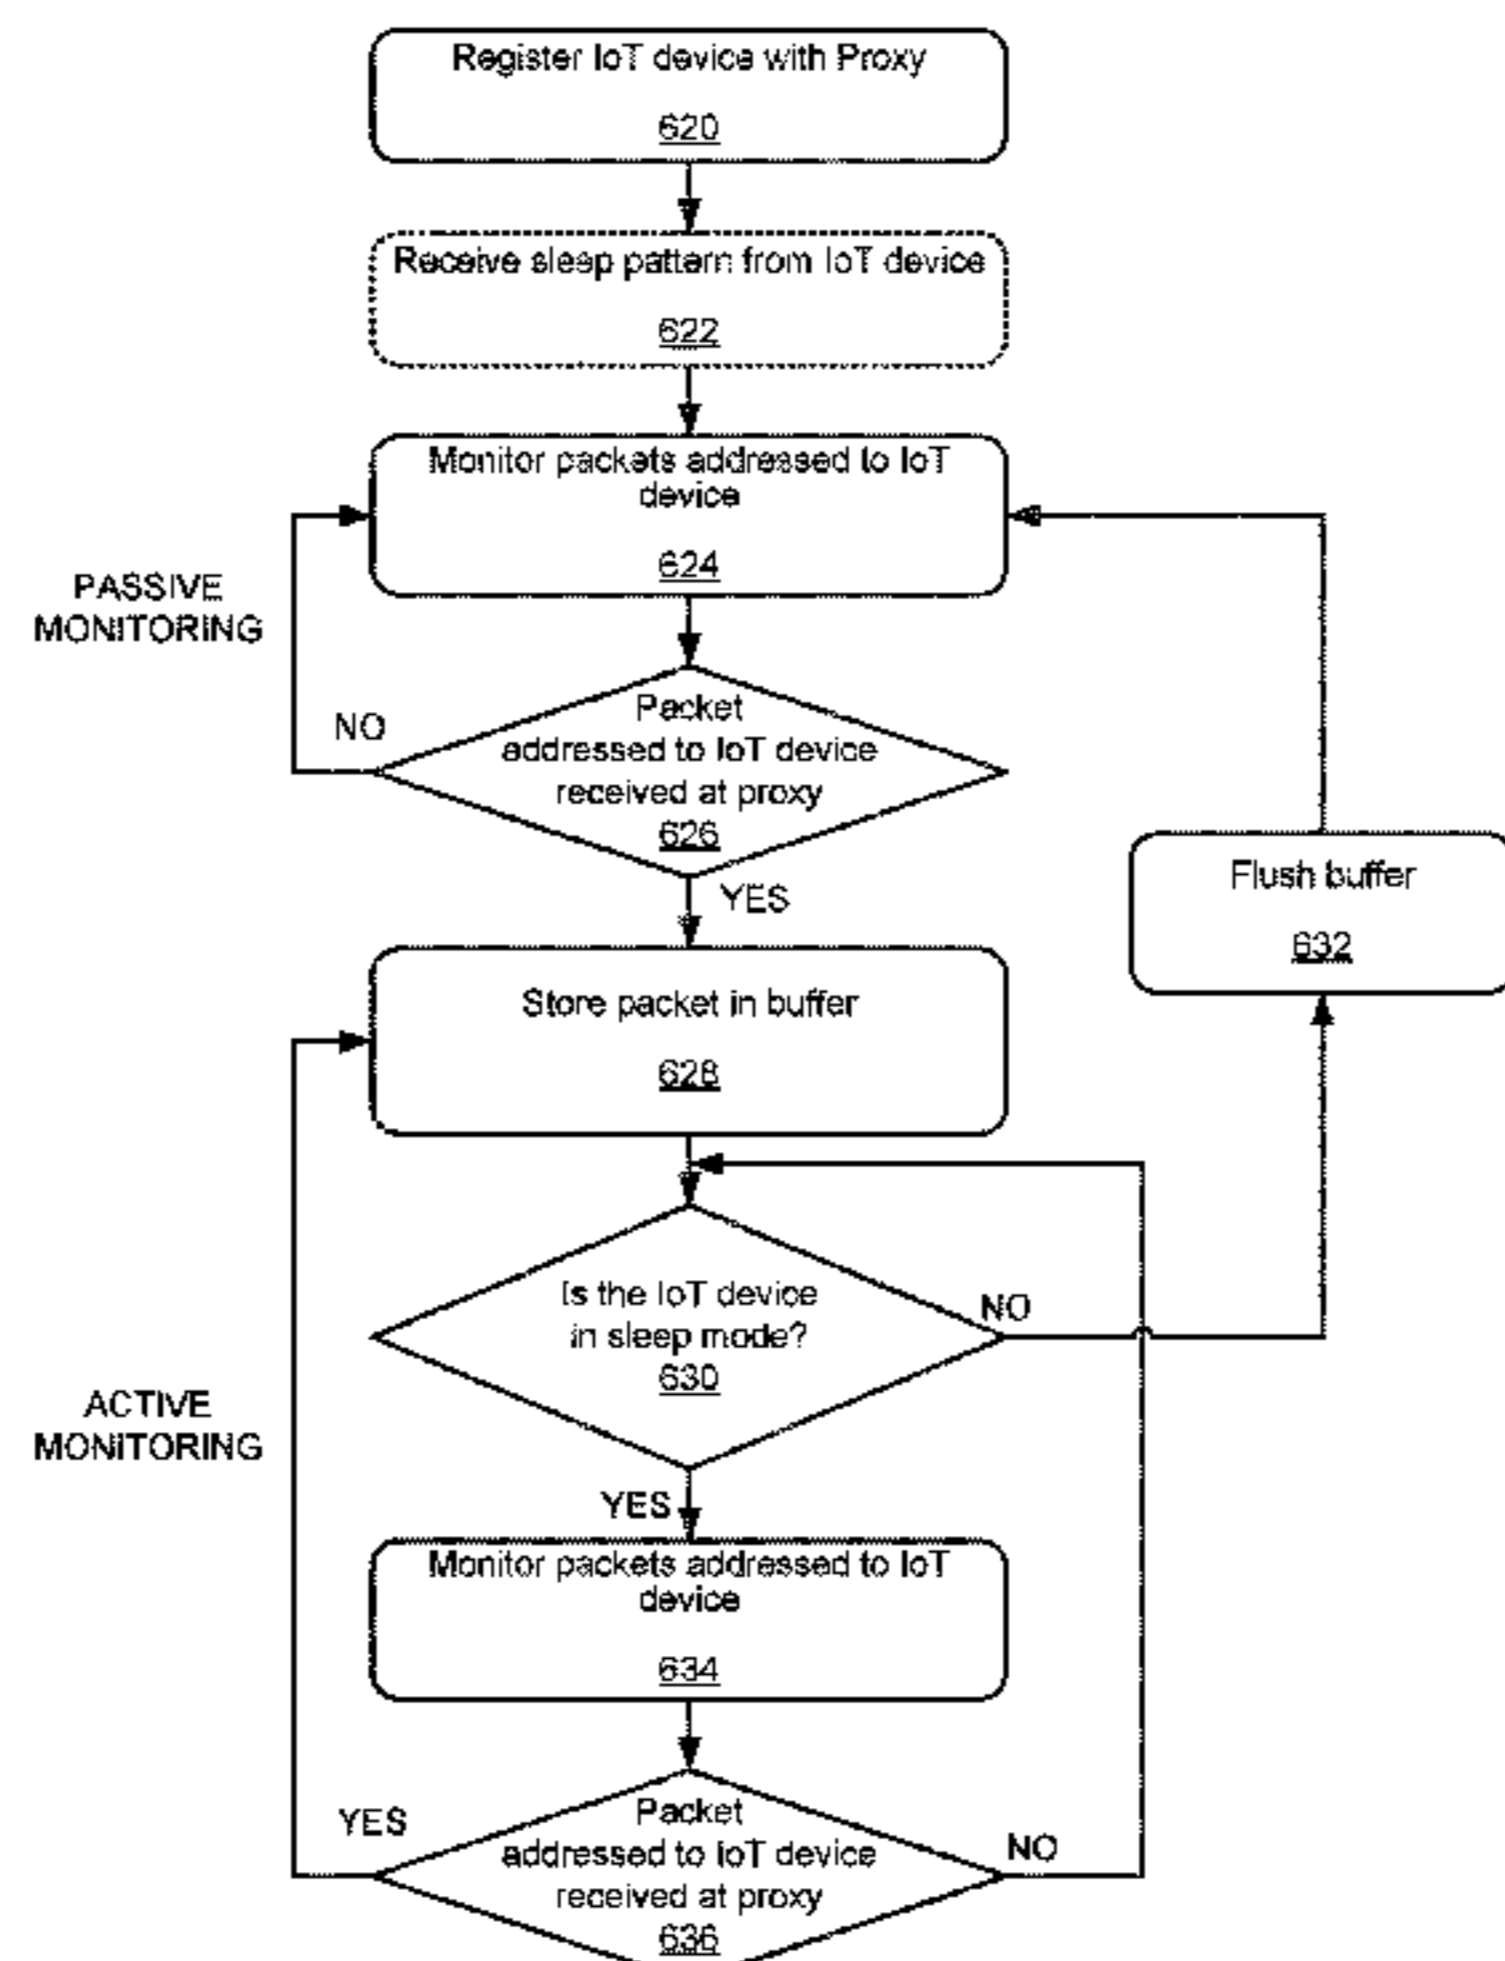 Register IoT device with Proxy
620
Receive sleep pattern from IoT device
622
Monitor packets addressed to IoT
device
624
PASSIVE
MONITORING
NO
Packet
addressed to IoT device
received at proxy
626
YES
Flush buffer
632
Store packet in buffer
628
Is the IoT device
in sleep mode?
630
NO
ACTIVE
MONITORING
YES
Monitor packets addressed to IoT
device
634
YES
Packet
addressed to IoT device
received at proxy
636
NO